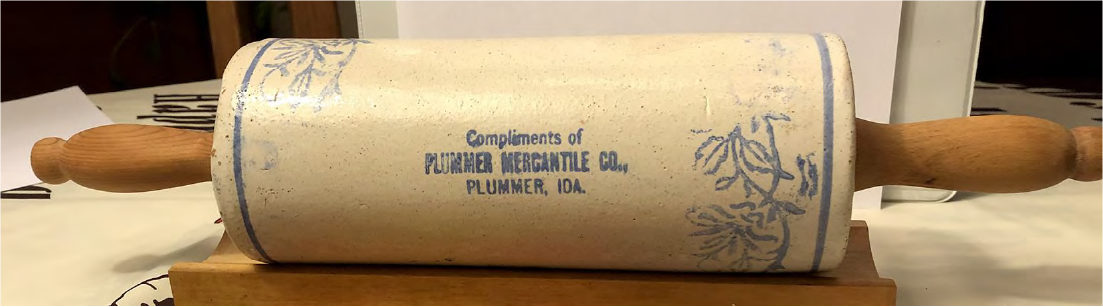 Compliments of
PLUMMER MERCANTILE CO.,
PLUMMER, IDA.